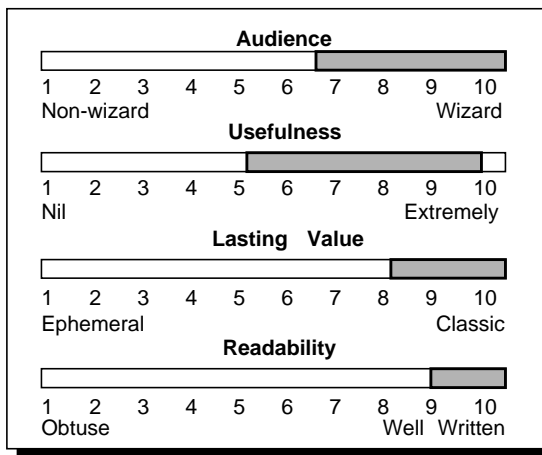 Audience
1 2 3 4 5 6 7 8 9 10
Non-wizard Wizard
Usefulness
1 2 3 4 5 6 7 8 9 10
Nil Extremely
Lasting Value
1 2 3 4 5 6 7 8 9 10
Ephemeral Classic
Readability
1 2 3 4 5 6 7 8 9 10
Obtuse Well Written